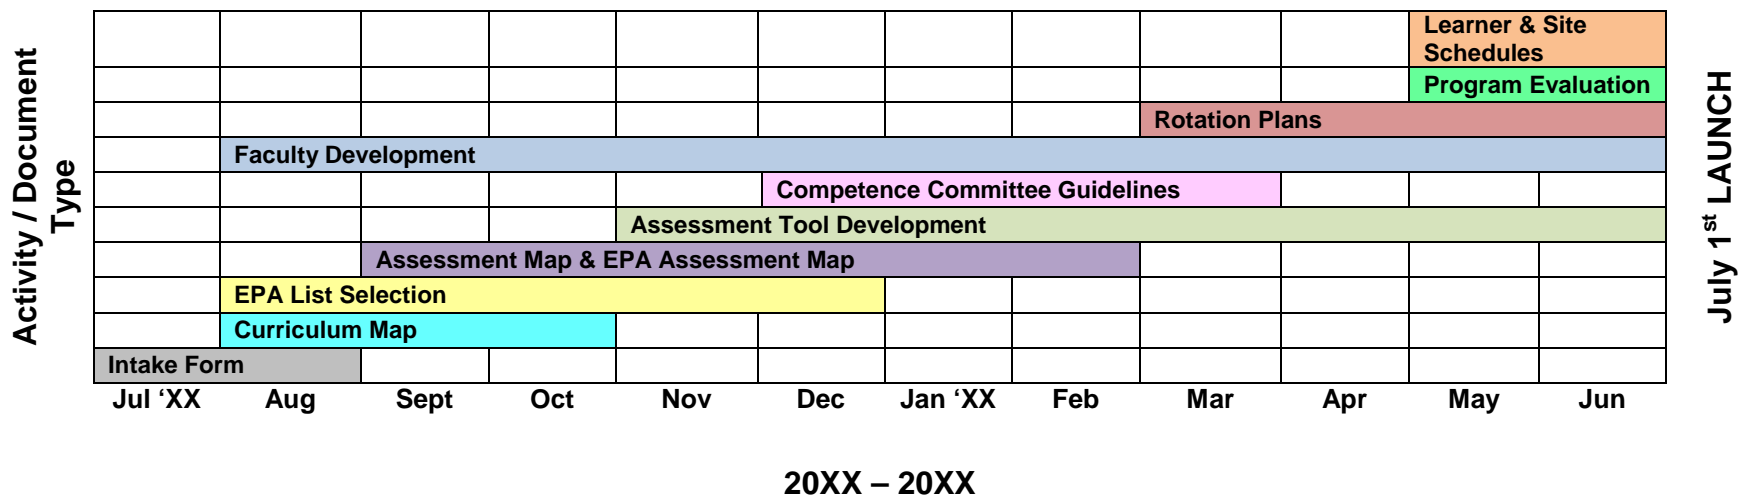 Activity / Document
Type
Learner & Site
Schedules
Program Evaluation
Rotation Plans
Faculty Development
Competence Committee Guidelines
Assessment Tool Development
Assessment Map & EPA Assessment Map
EPA List Selection
Curriculum Map
Intake Form
Jul ‘XX Aug Sept Oct Nov Dec Jan ‘XX Feb Mar Apr May Jun
20XX – 20XX
July 1st LAUNCH